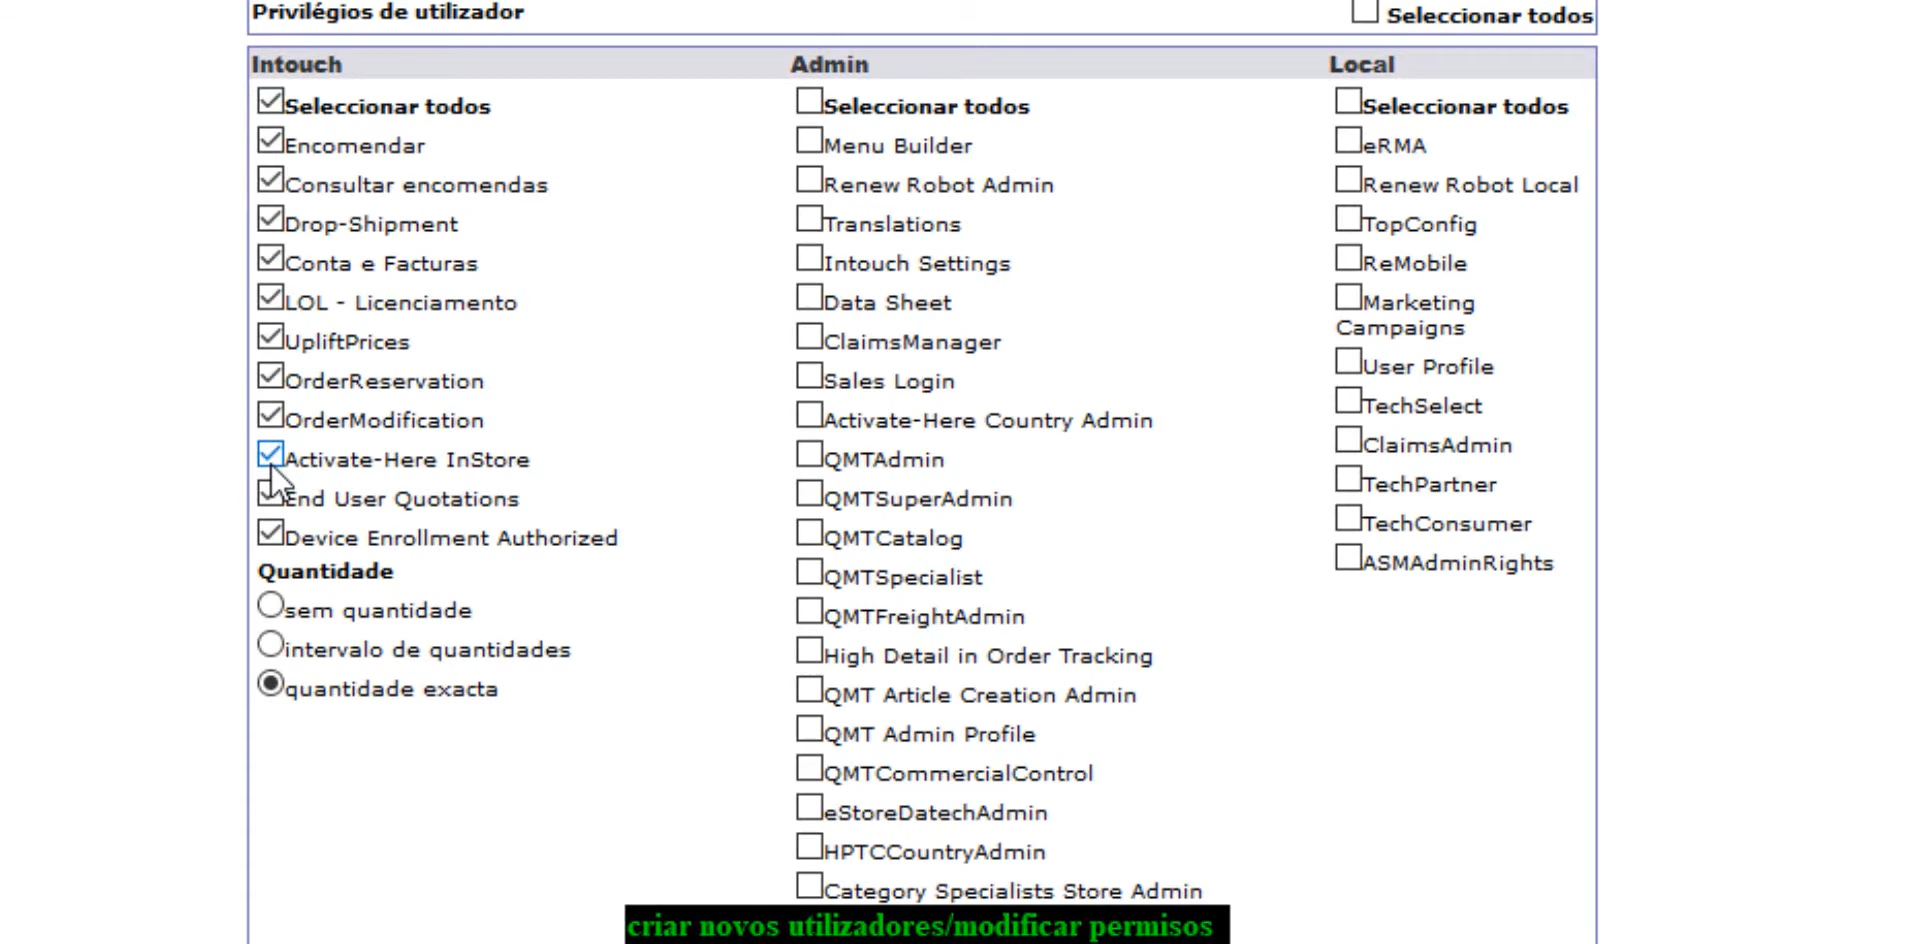 Privilégios de utilizador
Seleccionar todos
Intouch
Seleccionar todos
Encomendar
Consultar encomendas
Drop-Shipment
Conta e Facturas
LOL - Licenciamento
UpliftPrices
OrderReservation
OrderModification
Activate-Here InStore
End User Quotations
Device Enrollment Authorized
Quantidade
sem quantidade
intervalo de quantidades
quantidade exacta
Admin
Seleccionar todos
Menu Builder
Renew Robot Admin
Translations
Intouch Settings
Data Sheet
ClaimsManager
Sales Login
Activate-Here Country Admin
QMTAdmin
QMTSuperAdmin
QMTCatalog
QMTSpecialist
QMTFreightAdmin
High Detail in Order Tracking
QMT Article Creation Admin
QMT Admin Profile
QMTCommercialControl
eStoreDatechAdmin
HPTCCountryAdmin
Category Specialists Store Admin
Local
Seleccionar todos
eRMA
Renew Robot Local
TopConfig
ReMobile
Marketing
Campaigns
User Profile
TechSelect
ClaimsAdmin
TechPartner
TechConsumer
ASMAdminRights
criar novos utilizadores/modificar permisos